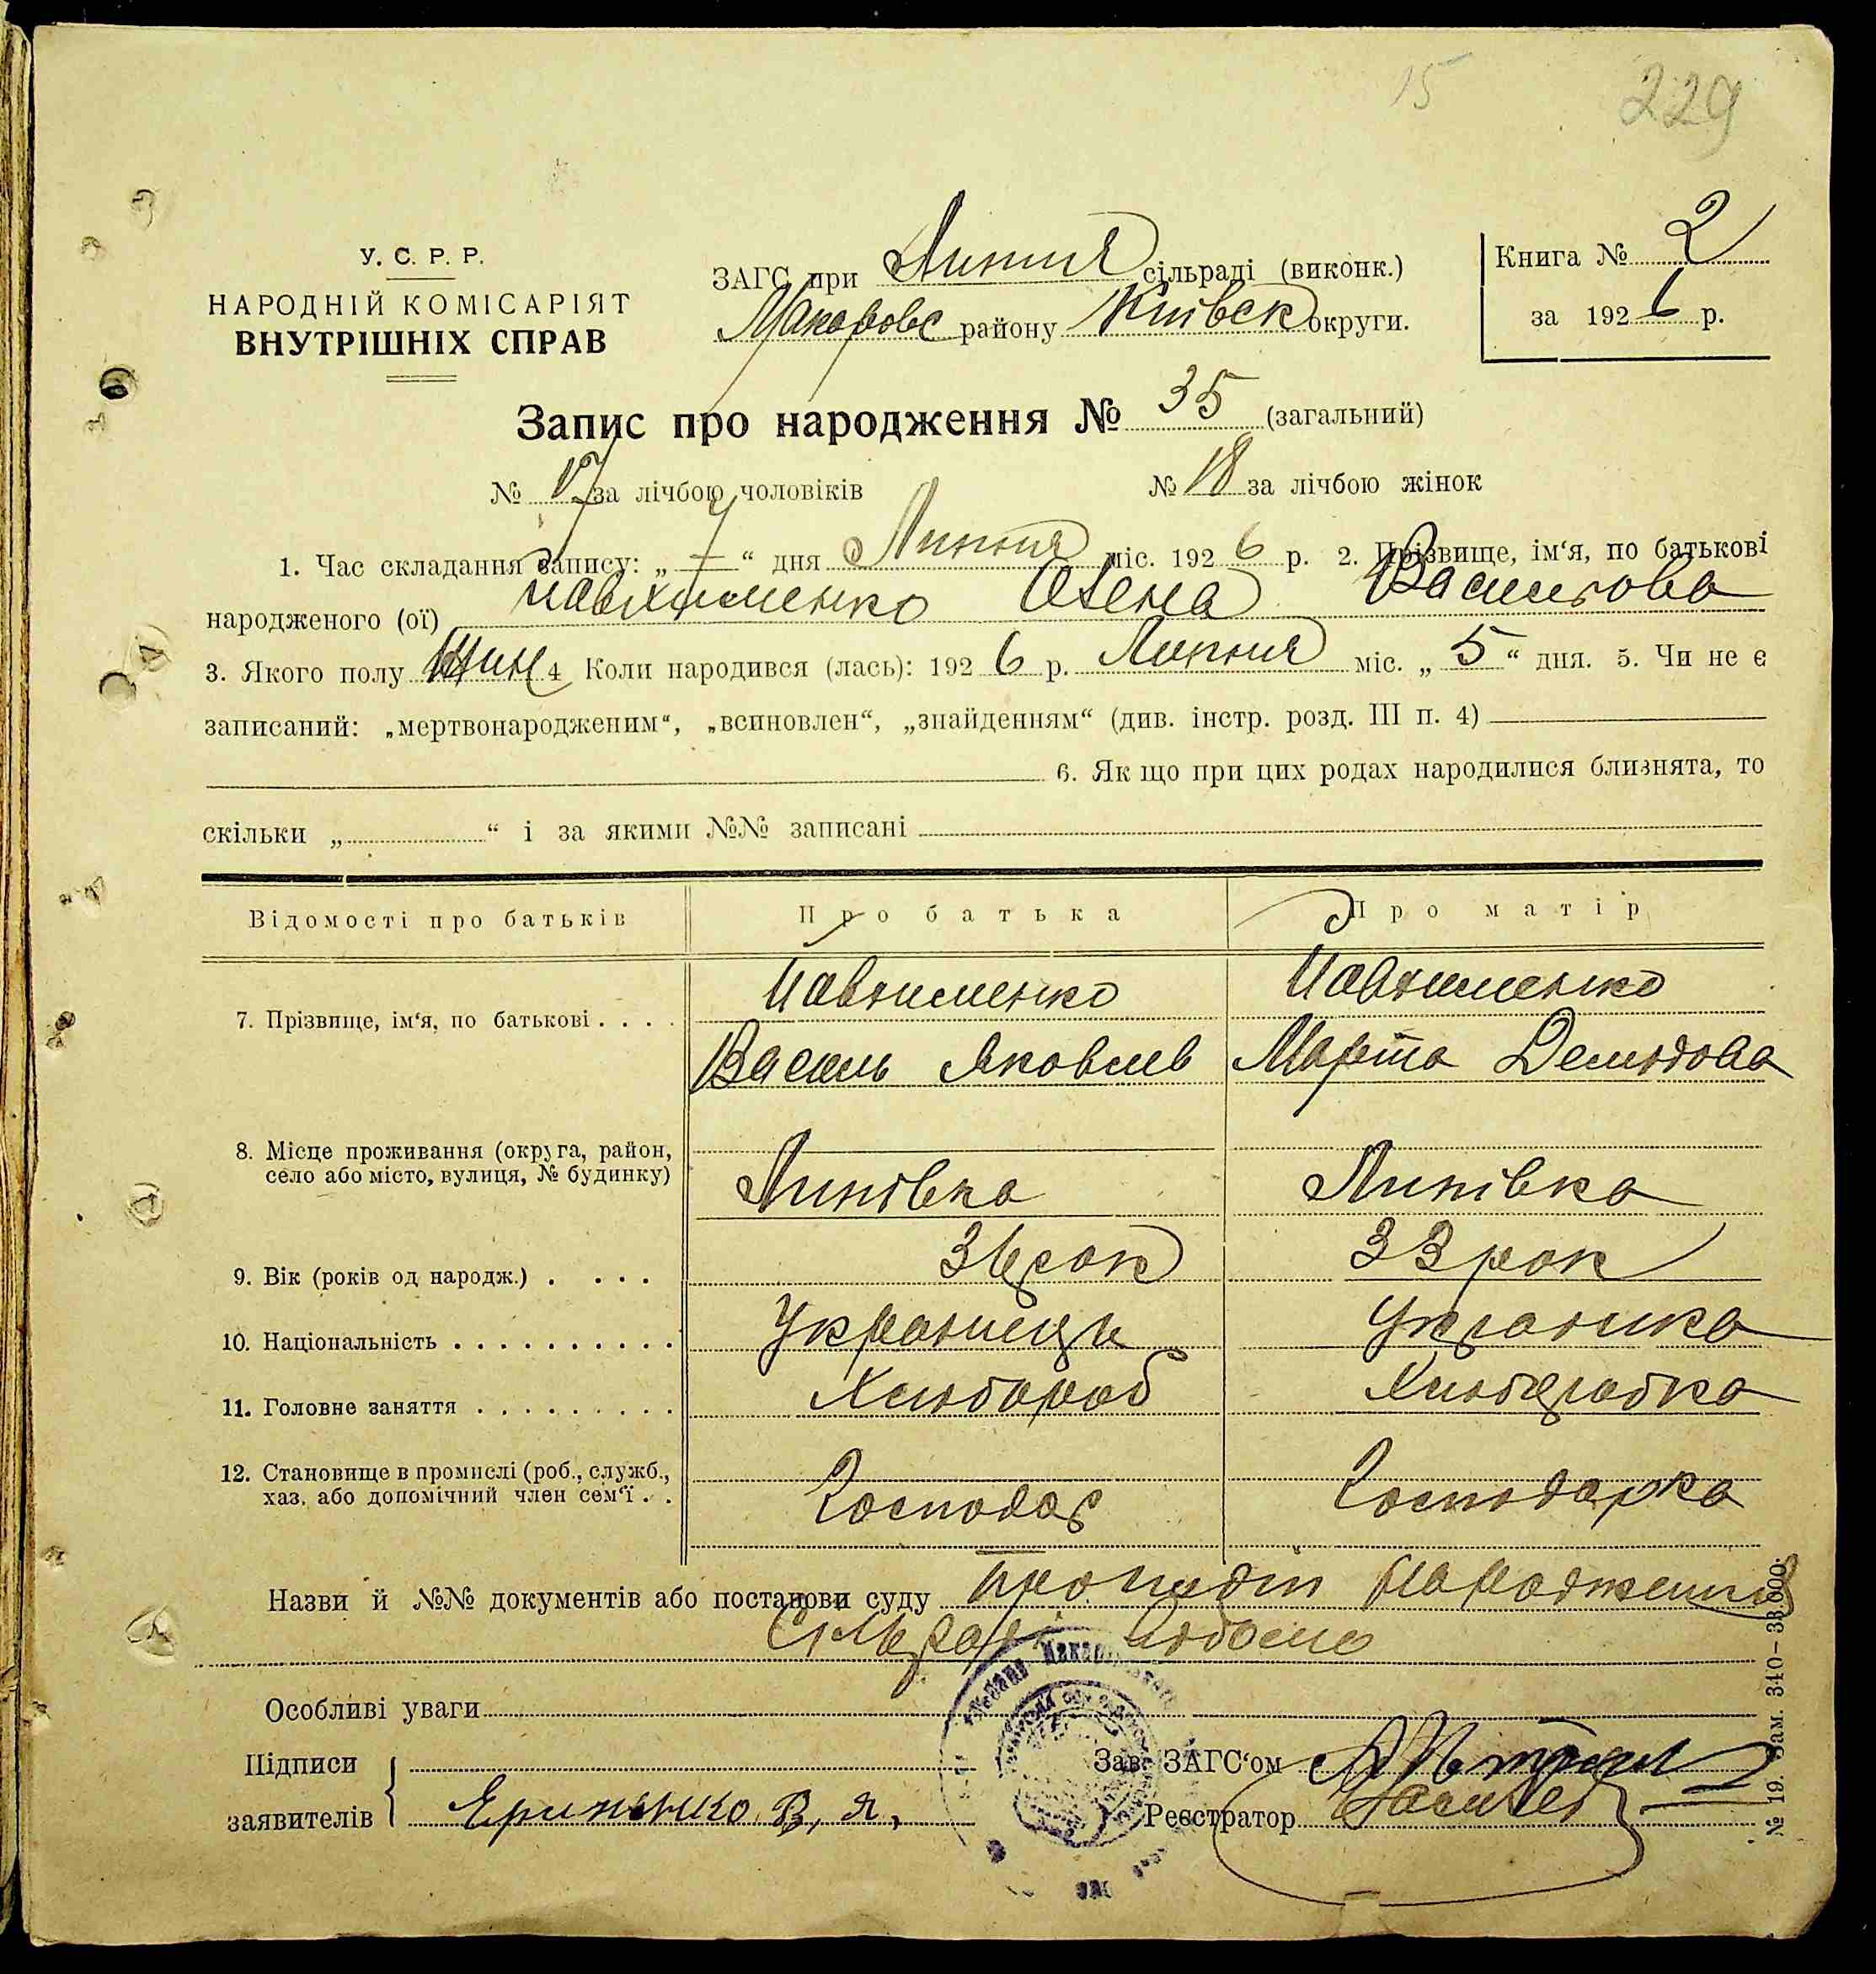 15 229
У. С. Р. Р.
НАРОДНІЙ КОМІСАРІЯТ
ВНУТРІШНІХ СПРАВ
ЗАГС при сільраді (виконк.)
Макаровс району Київськ округи.
Книга № 2
за 1926 р.
Запис про народження № 35 (загальний)
№ 17 за лічбою чоловіків № 18 за лічбою жінок
1. Час складання запису: „ 7 “ дня Липня міс. 1926 р. 2. Прізвище, ім‘я, по батькові
народженого (ої) Олена Василова
3. Якого полу Жін 4 Коли народився (лась): 1926 р. Липня міс. „ 5 “ дня. 5. Чи не є
записаний: „мертвонародженим“, „всиновлен“, „знайденням“ (див. інстр. розд. III п. 4)
6. Як що при цих родах народилися близнята, то
скільки „ “ і за якими №№ записані
Відомості про батьків Про батька Про матір
7. Прізвище, ім‘я, по батькові . . . .
Василь Яковлев Марта Демидова
8. Місце проживання (округа, район,
село або місто, вулиця, № будинку) Липівка Липівка
9. Вік (років од народж.) . . . . 36 рок 33 рок
10. Національність . . . . . . . . . . Українець Українка
11. Головне заняття . . . . . . . . . Хлібороб Хліборобка
12. Становище в промислі (роб., служб.,
хаз. або допомічний член сем‘ї . . Господар Господарка
Назви й №№ документів або постанови суду народження
Особливі уваги
Підписи
заявителів
Зав. ЗАГС‘ом
Реєстратор
№ 19. Зам. 340–33.000.